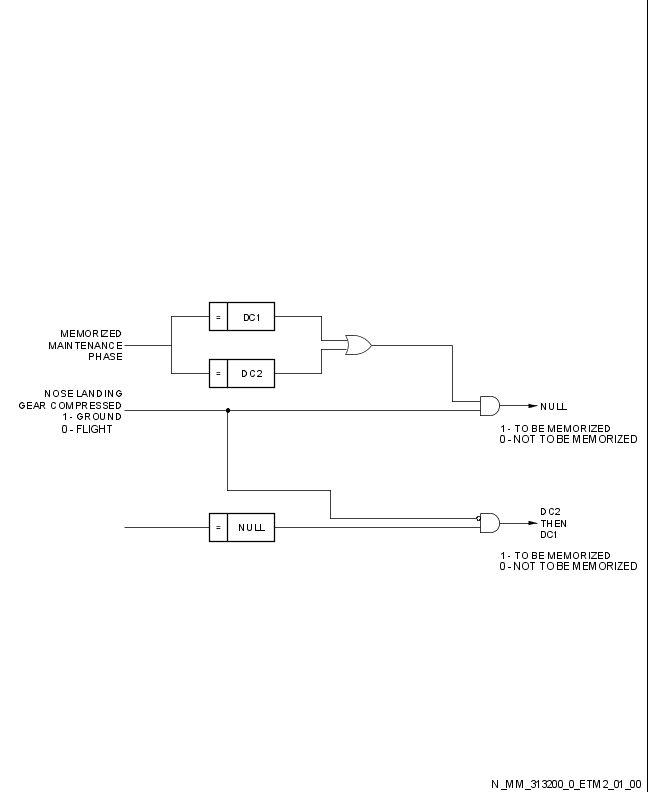 = DC1
MEMORIZED
MAINTENANCE
PHASE
= DC2
NOSE LANDING
GEAR COMPRESSED
1 - GROUND
0 - FLIGHT
NULL
1 - TO BE MEMORIZED
0 - NOT TO BE MEMORIZED
= NULL
DC2
THEN
DC1
1 - TO BE MEMORIZED
0 - NOT TO BE MEMORIZED
N_MM_313200_0_ETM2_01_00